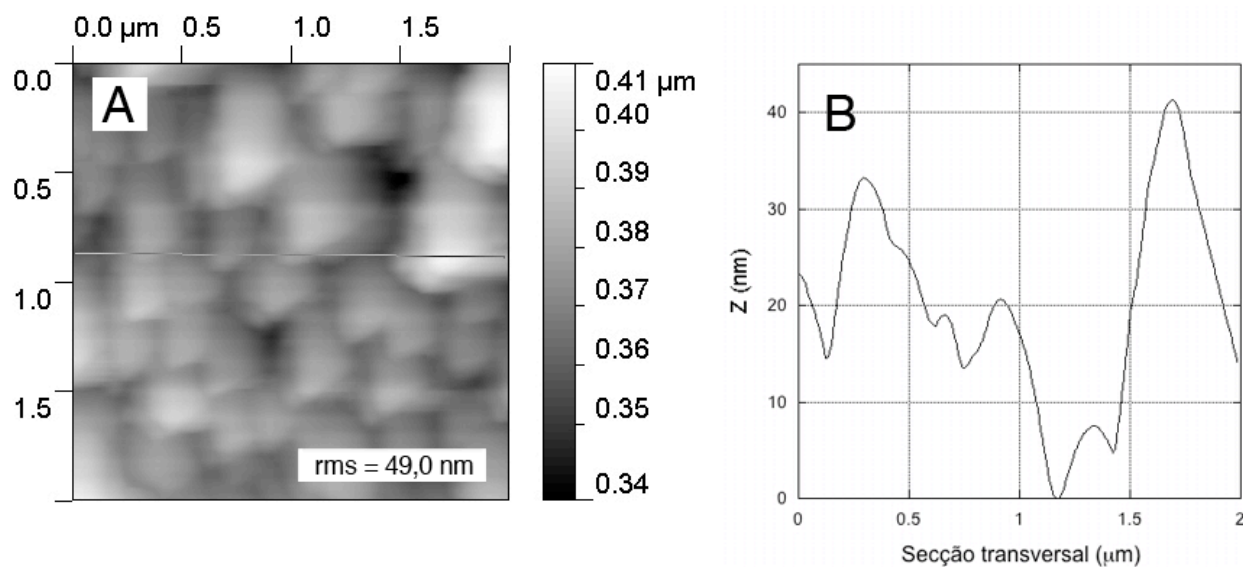 0.0 µm 0.5 1.0 1.5
0.0
0.5
1.0
1.5
A
rms = 49,0 nm
0.41 µm
0.40
0.39
0.38
0.37
0.36
0.35
0.34
B
Z (nm)
40
30
20
10
0
0 0.5 1 1.5 2
Secção transversal (µm)